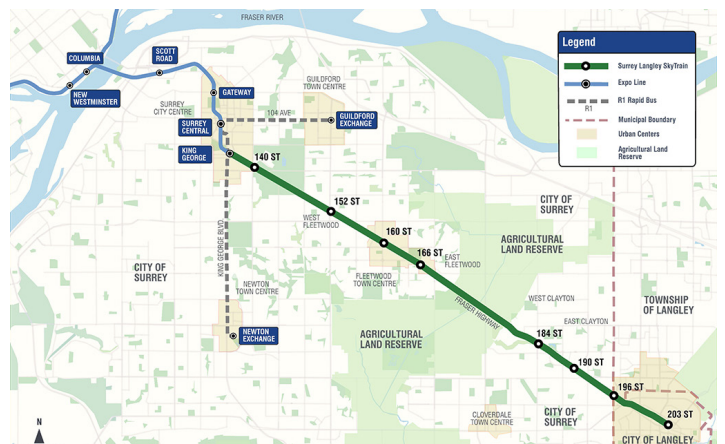 FRASER RIVER
COLUMBIA
SCOTT
ROAD
NEW
WESTMINSTER
GATEWAY
SURREY
CITY CENTRE
GUILDFORD
TOWN CENTRE
104 AVE
SURREY
CENTRAL
GUILDFORD
EXCHANGE
KING
GEORGE
140 ST
152 ST
WEST
FLEETWOOD
160 ST
166 ST
EAST
FLEETWOOD
FLEETWOOD
TOWN CENTRE
KING GEORGE BLVD
CITY OF
SURREY
NEWTON
TOWN CENTRE
NEWTON
EXCHANGE
AGRICULTURAL
LAND RESERVE
AGRICULTURAL
LAND RESERVE
CITY OF
SURREY
FRASER HIGHWAY
WEST CLAYTON
184 ST
EAST CLAYTON
190 ST
TOWNSHIP
OF LANGLEY
196 ST
203 ST
CLOVERDALE
TOWN CENTRE
CITY OF
SURREY
CITY OF LANGLEY
N
Legend
Surrey Langley SkyTrain
Expo Line
R1 Rapid Bus
R1
Municipal Boundary
Urban Centers
Agricultural Land
Reserve